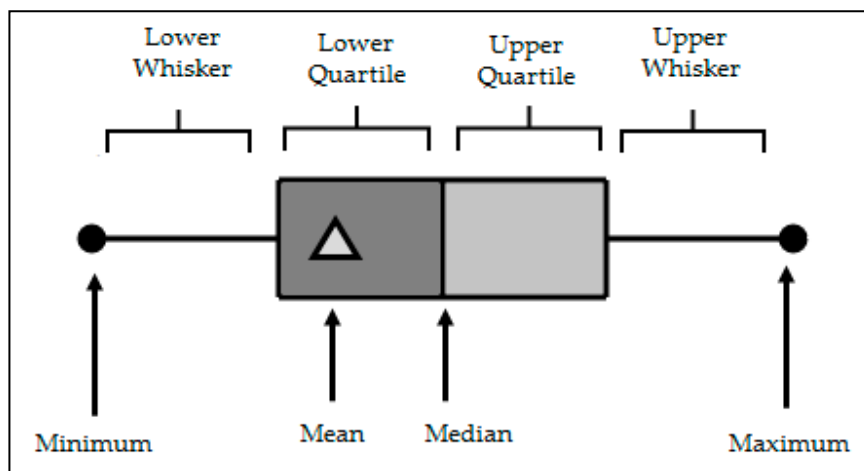 Lower
Whisker
Lower
Quartile
Upper
Quartile
Upper
Whisker
Minimum
Mean
Median
Maximum